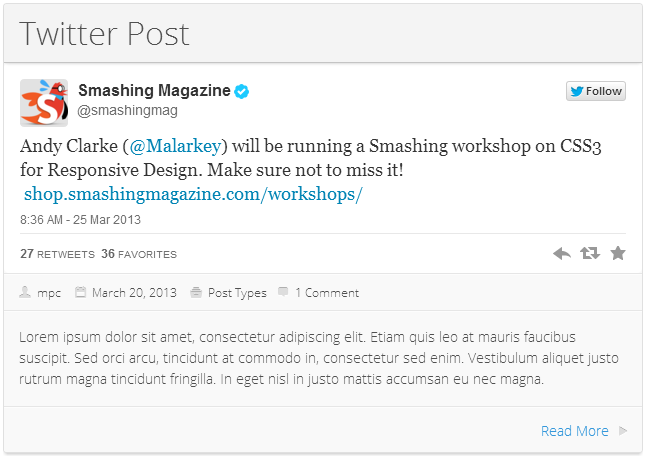 Twitter Post
Smashing Magazine
Follow
@smashingmag
Andy Clarke (@Malarkey) will be running a Smashing workshop on CSS3
for Responsive Design. Make sure not to miss it!
shop.smashingmagazine.com/workshops/
8:36 AM - 25 Mar 2013
27 RETWEETS 36 FAVORITES
mpc March 20, 2013 Post Types 1 Comment
Lorem ipsum dolor sit amet, consectetur adipiscing elit. Etiam quis leo at mauris faucibus
suscipit. Sed orci arcu, tincidunt at commodo in, consectetur sed enim. Vestibulum aliquet justo
rutrum magna tincidunt fringilla. In eget nisl in justo mattis accumsan eu nec magna.
Read More